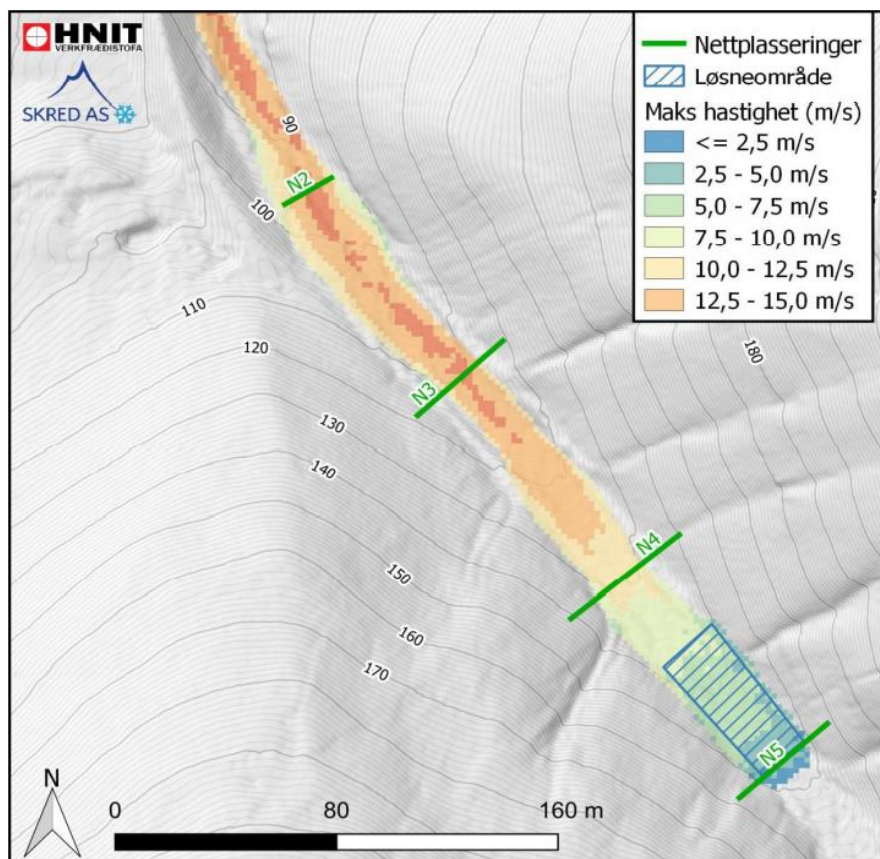 HNIT
VERKFRÆÐISTOFA
SKRED AS
Nettplasseringer
Løsneområde
Maks hastighet (m/s)
<= 2,5 m/s
2,5 - 5,0 m/s
5,0 - 7,5 m/s
7,5 - 10,0 m/s
10,0 - 12,5 m/s
12,5 - 15,0 m/s
90
N2
100
110
120
N3
180
130
140
N4
150
160
170
N5
N
0
80
160 m